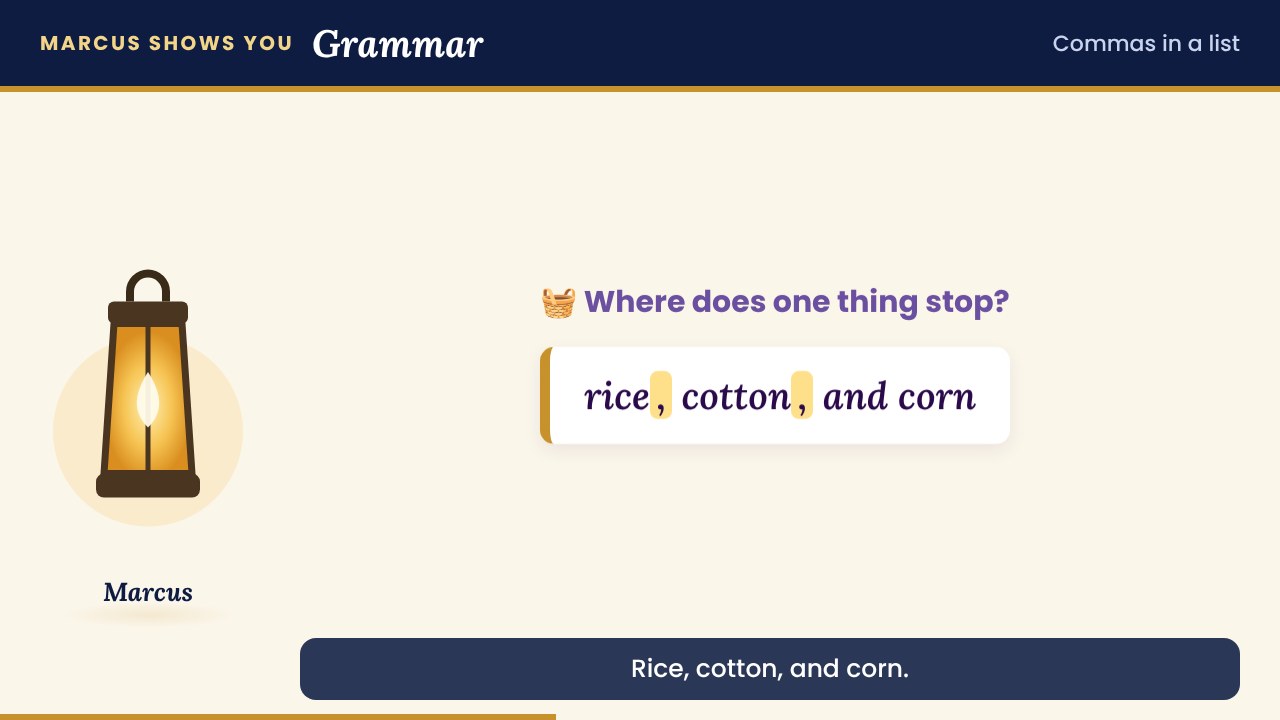 MARCUS SHOWS YOU Grammar
Commas in a list
Where does one thing stop?
rice, cotton, and corn
Marcus
Rice, cotton, and corn.